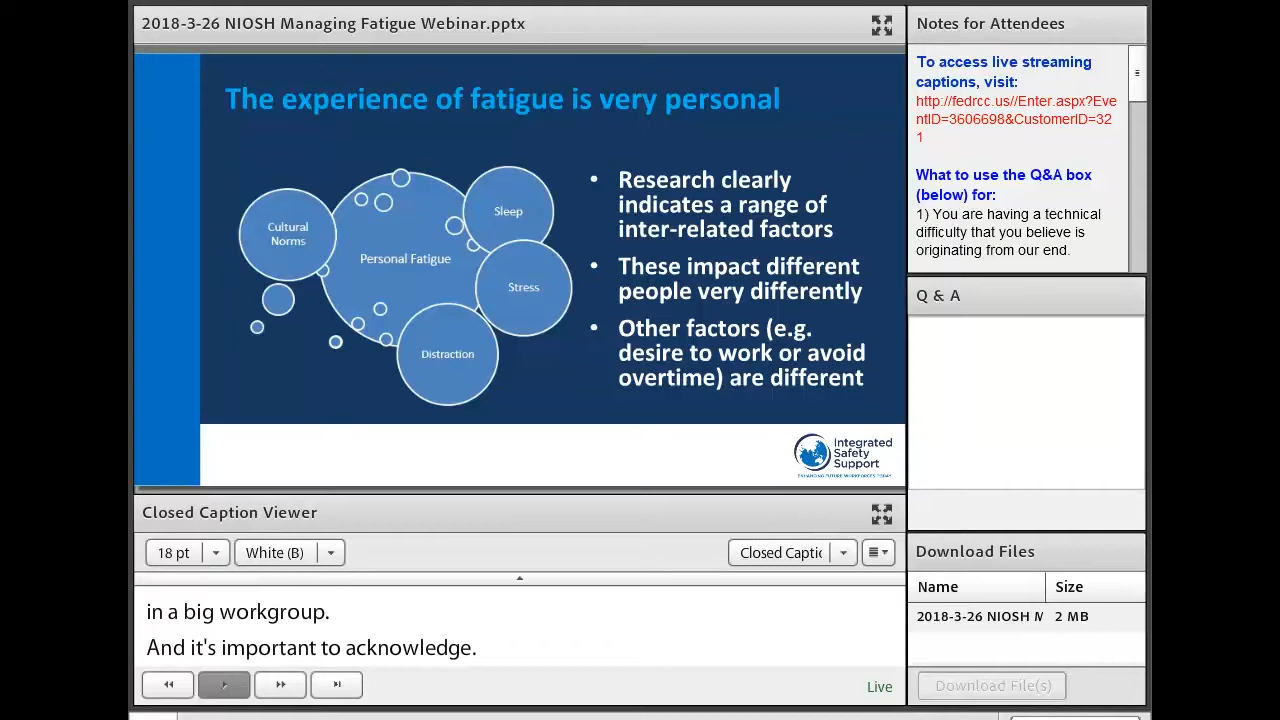 2018-3-26 NIOSH Managing Fatigue Webinar.pptx
The experience of fatigue is very personal
Cultural
Norms
Personal Fatigue
Sleep
Stress
Distraction
• Research clearly
indicates a range of
inter-related factors
• These impact different
people very differently
• Other factors (e.g.
desire to work or avoid
overtime) are different
Integrated
Safety
Support
ENHANCING FUTURE WORKFORCES TODAY
Closed Caption Viewer
18 pt
White (B)
Closed Captic
in a big workgroup.
And it's important to acknowledge.
Live
Notes for Attendees
To access live streaming
captions, visit:
http://fedrcc.us//Enter.aspx?Eve
ntID=3606698&CustomerID=32
1
What to use the Q&A box
(below) for:
1) You are having a technical
difficulty that you believe is
originating from our end.
Q & A
Download Files
Name Size
2018-3-26 NIOSH M 2 MB
Download File(s)